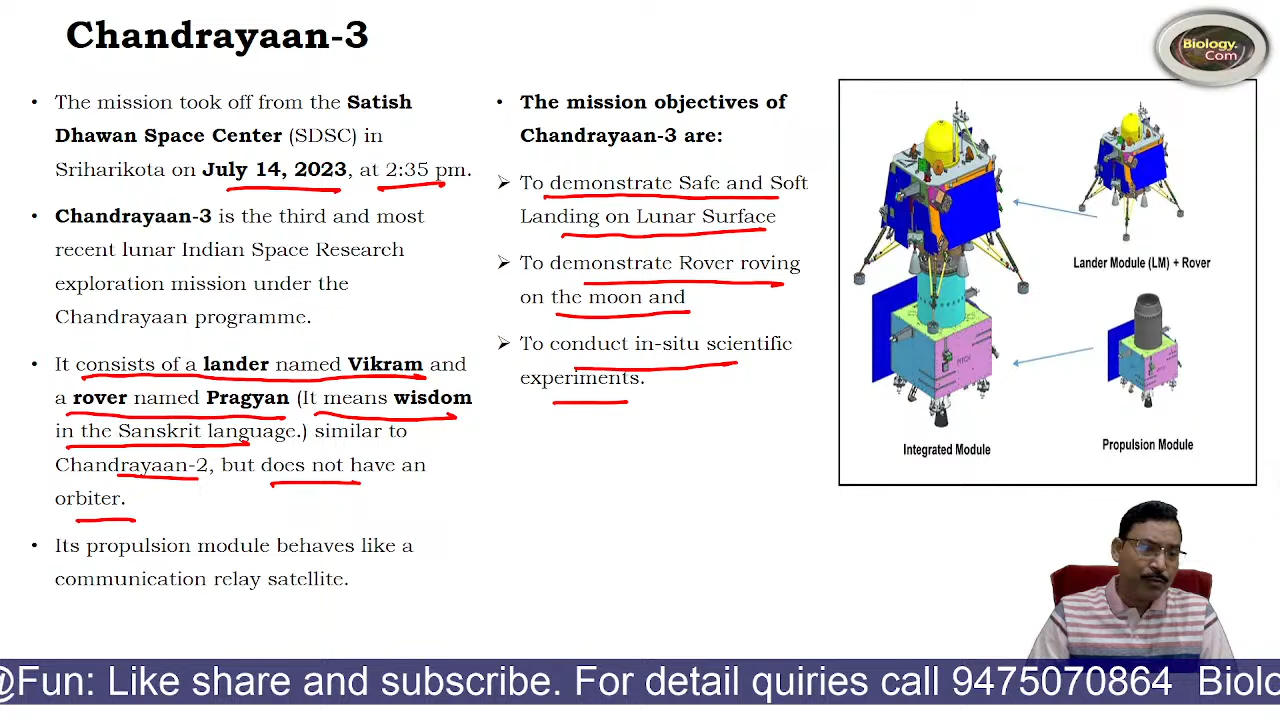 Chandrayaan-3
Biology.
Com
• The mission took off from the Satish
Dhawan Space Center (SDSC) in
Sriharikota on July 14, 2023, at 2:35 pm.
• Chandrayaan-3 is the third and most
recent lunar Indian Space Research
exploration mission under the
Chandrayaan programme.
• It consists of a lander named Vikram and
a rover named Pragyan (It means wisdom
in the Sanskrit language.) similar to
Chandrayaan-2, but does not have an
orbiter.
• Its propulsion module behaves like a
communication relay satellite.
• The mission objectives of
Chandrayaan-3 are:
➢ To demonstrate Safe and Soft
Landing on Lunar Surface
➢ To demonstrate Rover roving
on the moon and
➢ To conduct in-situ scientific
experiments.
Lander Module (LM) + Rover
Integrated Module
Propulsion Module
@Fun: Like share and subscribe. For detail quiries call 9475070864 Biolo